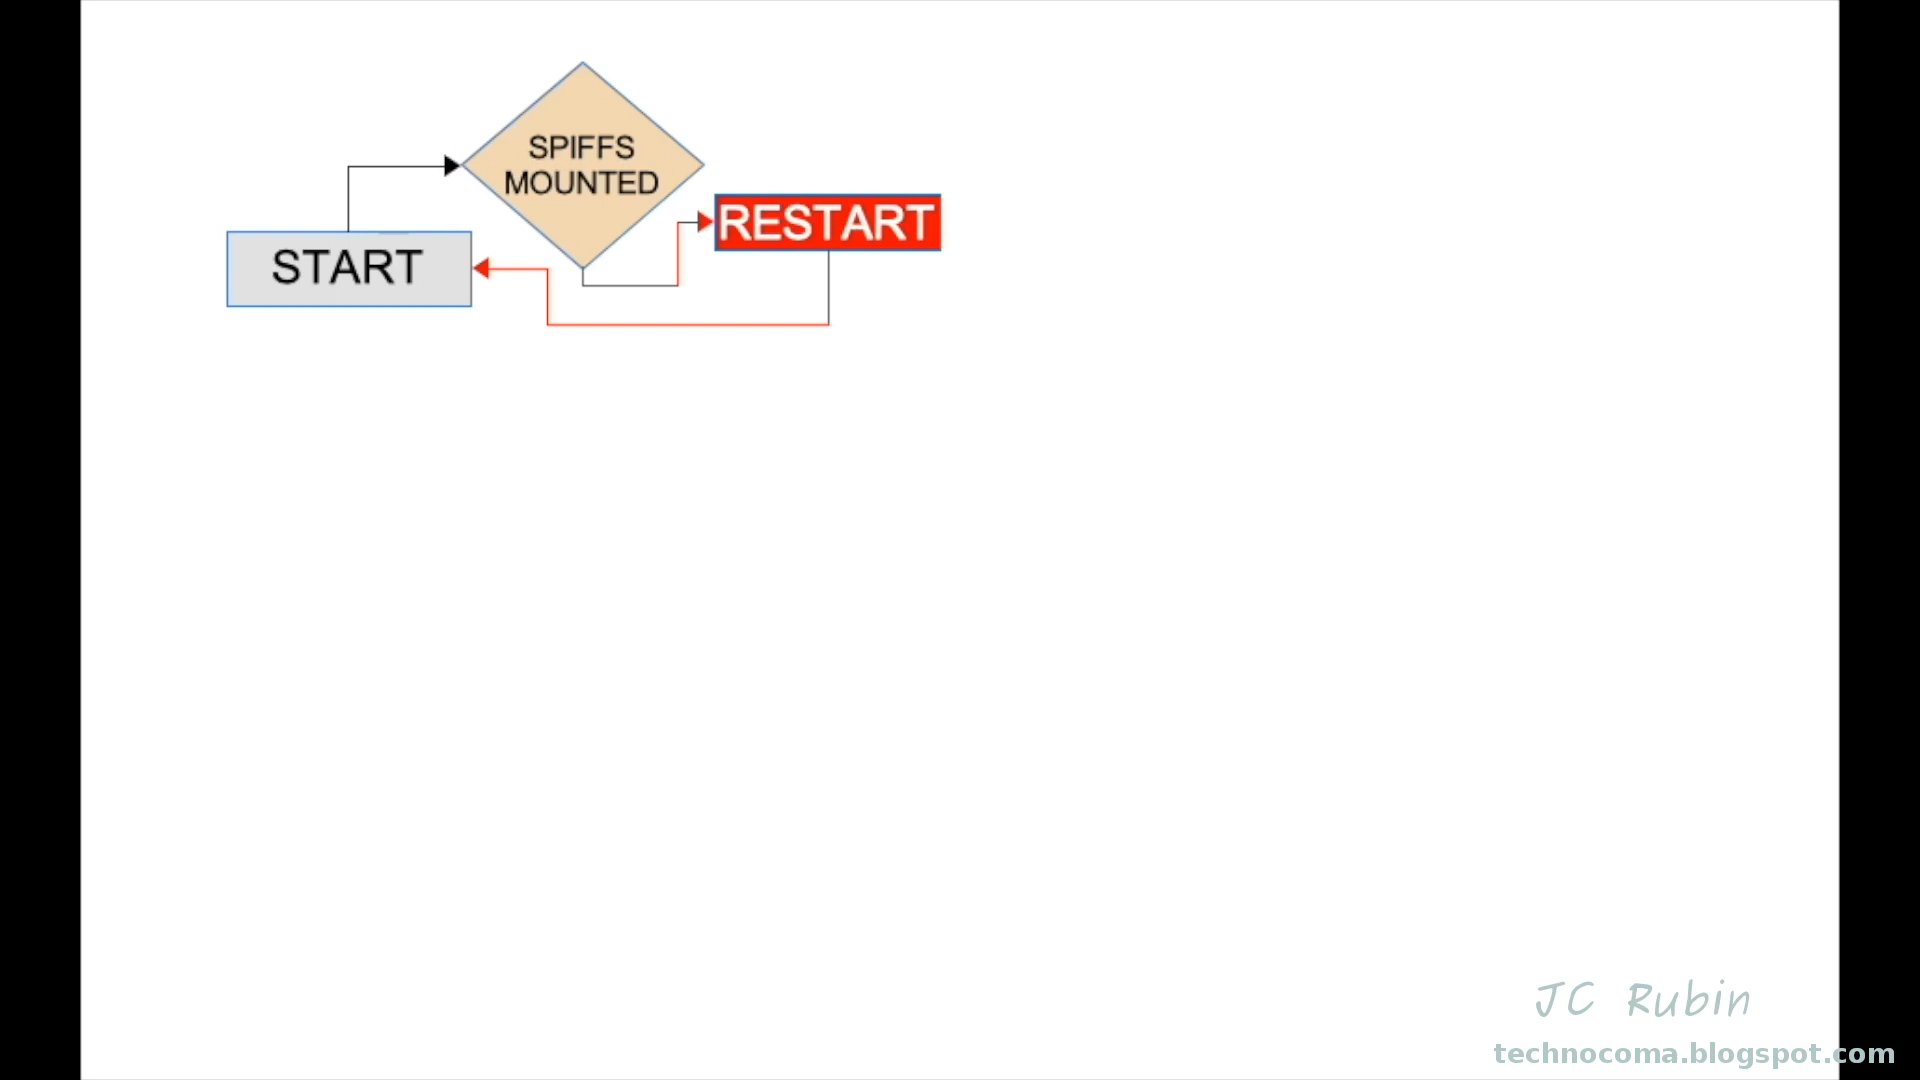 SPIFFS
MOUNTED
RESTART
START
JC Rubin
technocoma.blogspot.com